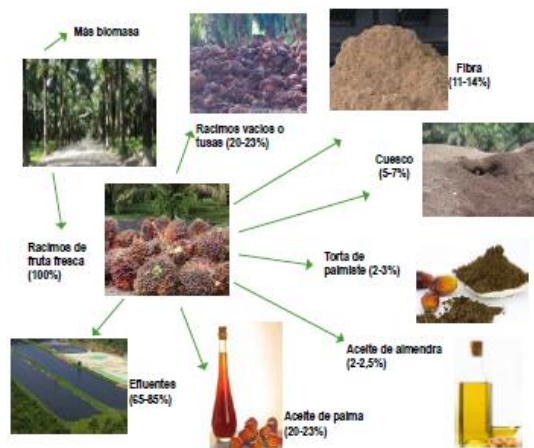 Más biomasa
Fibra
(11-14%)
Racimos vacíos o
tusas (20-23%)
Cuesco
(5-7%)
Racimos de
fruta fresca
(100%)
Torta de
palmiste (2-3%)
Aceite de almendra
(2-2,5%)
Efluentes
(65-85%)
Aceite de palma
(20-23%)